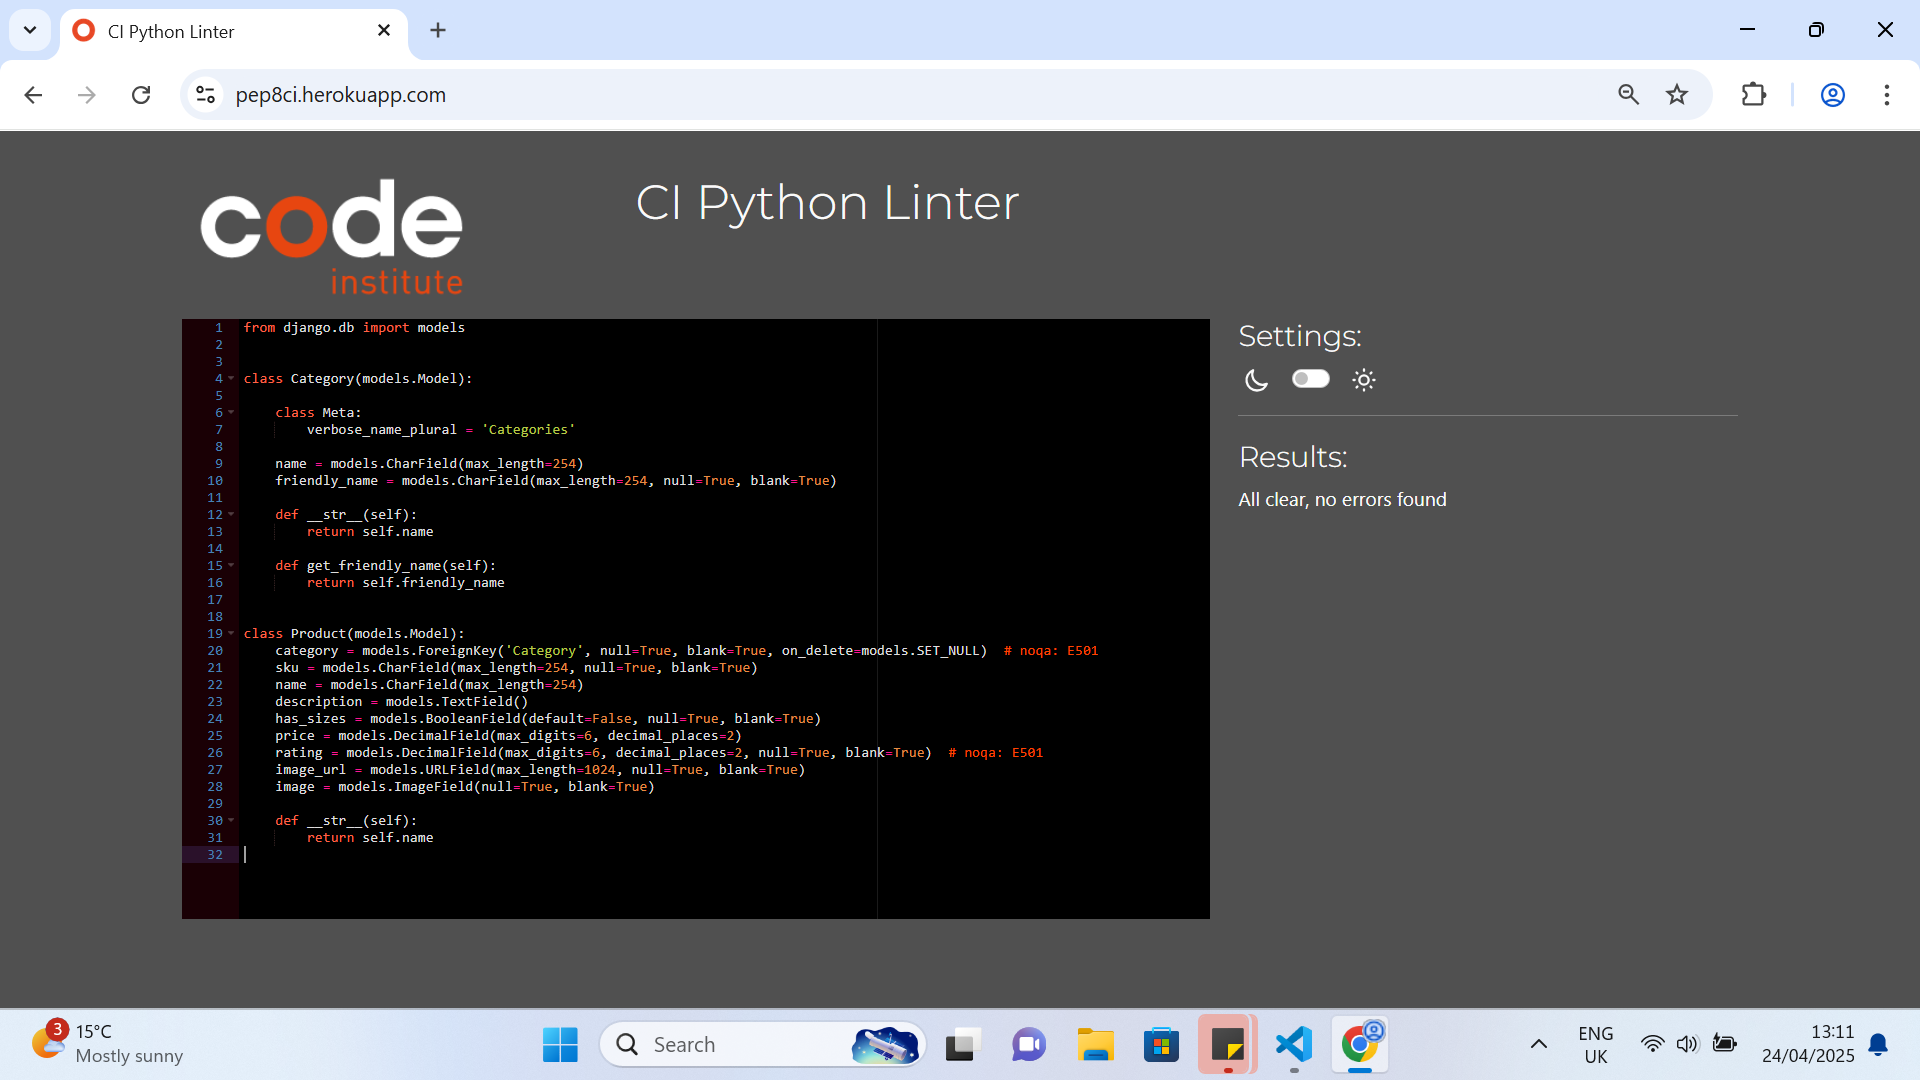 CI Python Linter
pep8ci.herokuapp.com
code
institute
CI Python Linter
1 from django.db import models
2
3
4 class Category(models.Model):
5
6     class Meta:
7         verbose_name_plural = 'Categories'
8
9     name = models.CharField(max_length=254)
10     friendly_name = models.CharField(max_length=254, null=True, blank=True)
11
12     def __str__(self):
13         return self.name
14
15     def get_friendly_name(self):
16         return self.friendly_name
17
18
19 class Product(models.Model):
20     category = models.ForeignKey('Category', null=True, blank=True, on_delete=models.SET_NULL)  # noqa: E501
21     sku = models.CharField(max_length=254, null=True, blank=True)
22     name = models.CharField(max_length=254)
23     description = models.TextField()
24     has_sizes = models.BooleanField(default=False, null=True, blank=True)
25     price = models.DecimalField(max_digits=6, decimal_places=2)
26     rating = models.DecimalField(max_digits=6, decimal_places=2, null=True, blank=True)  # noqa: E501
27     image_url = models.URLField(max_length=1024, null=True, blank=True)
28     image = models.ImageField(null=True, blank=True)
29
30     def __str__(self):
31         return self.name
32
Settings:
Results:
All clear, no errors found
3
15°C
Mostly sunny
Search
ENG
UK
13:11
24/04/2025